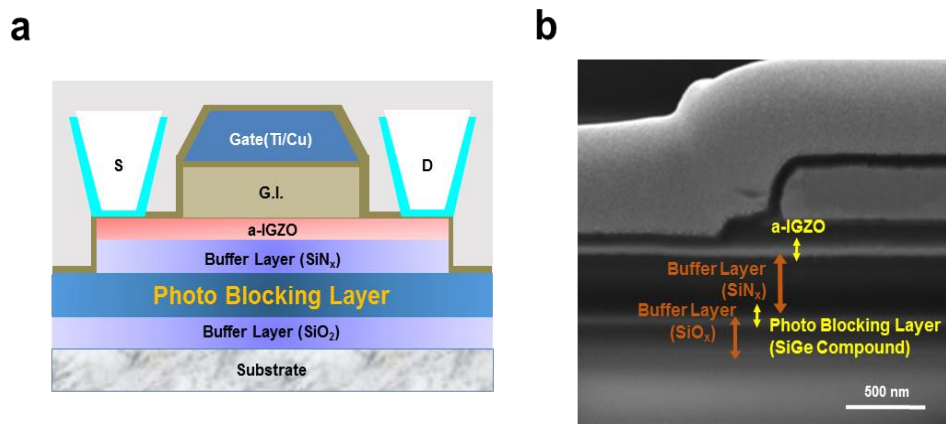 a
Gate(Ti/Cu)
S
D
G.I.
a-IGZO
Buffer Layer (SiNₓ)
Photo Blocking Layer
Buffer Layer (SiO₂)
Substrate
b
a-IGZO
Buffer Layer
(SiNₓ)
Buffer Layer
(SiOₓ)
Photo Blocking Layer
(SiGe Compound)
500 nm